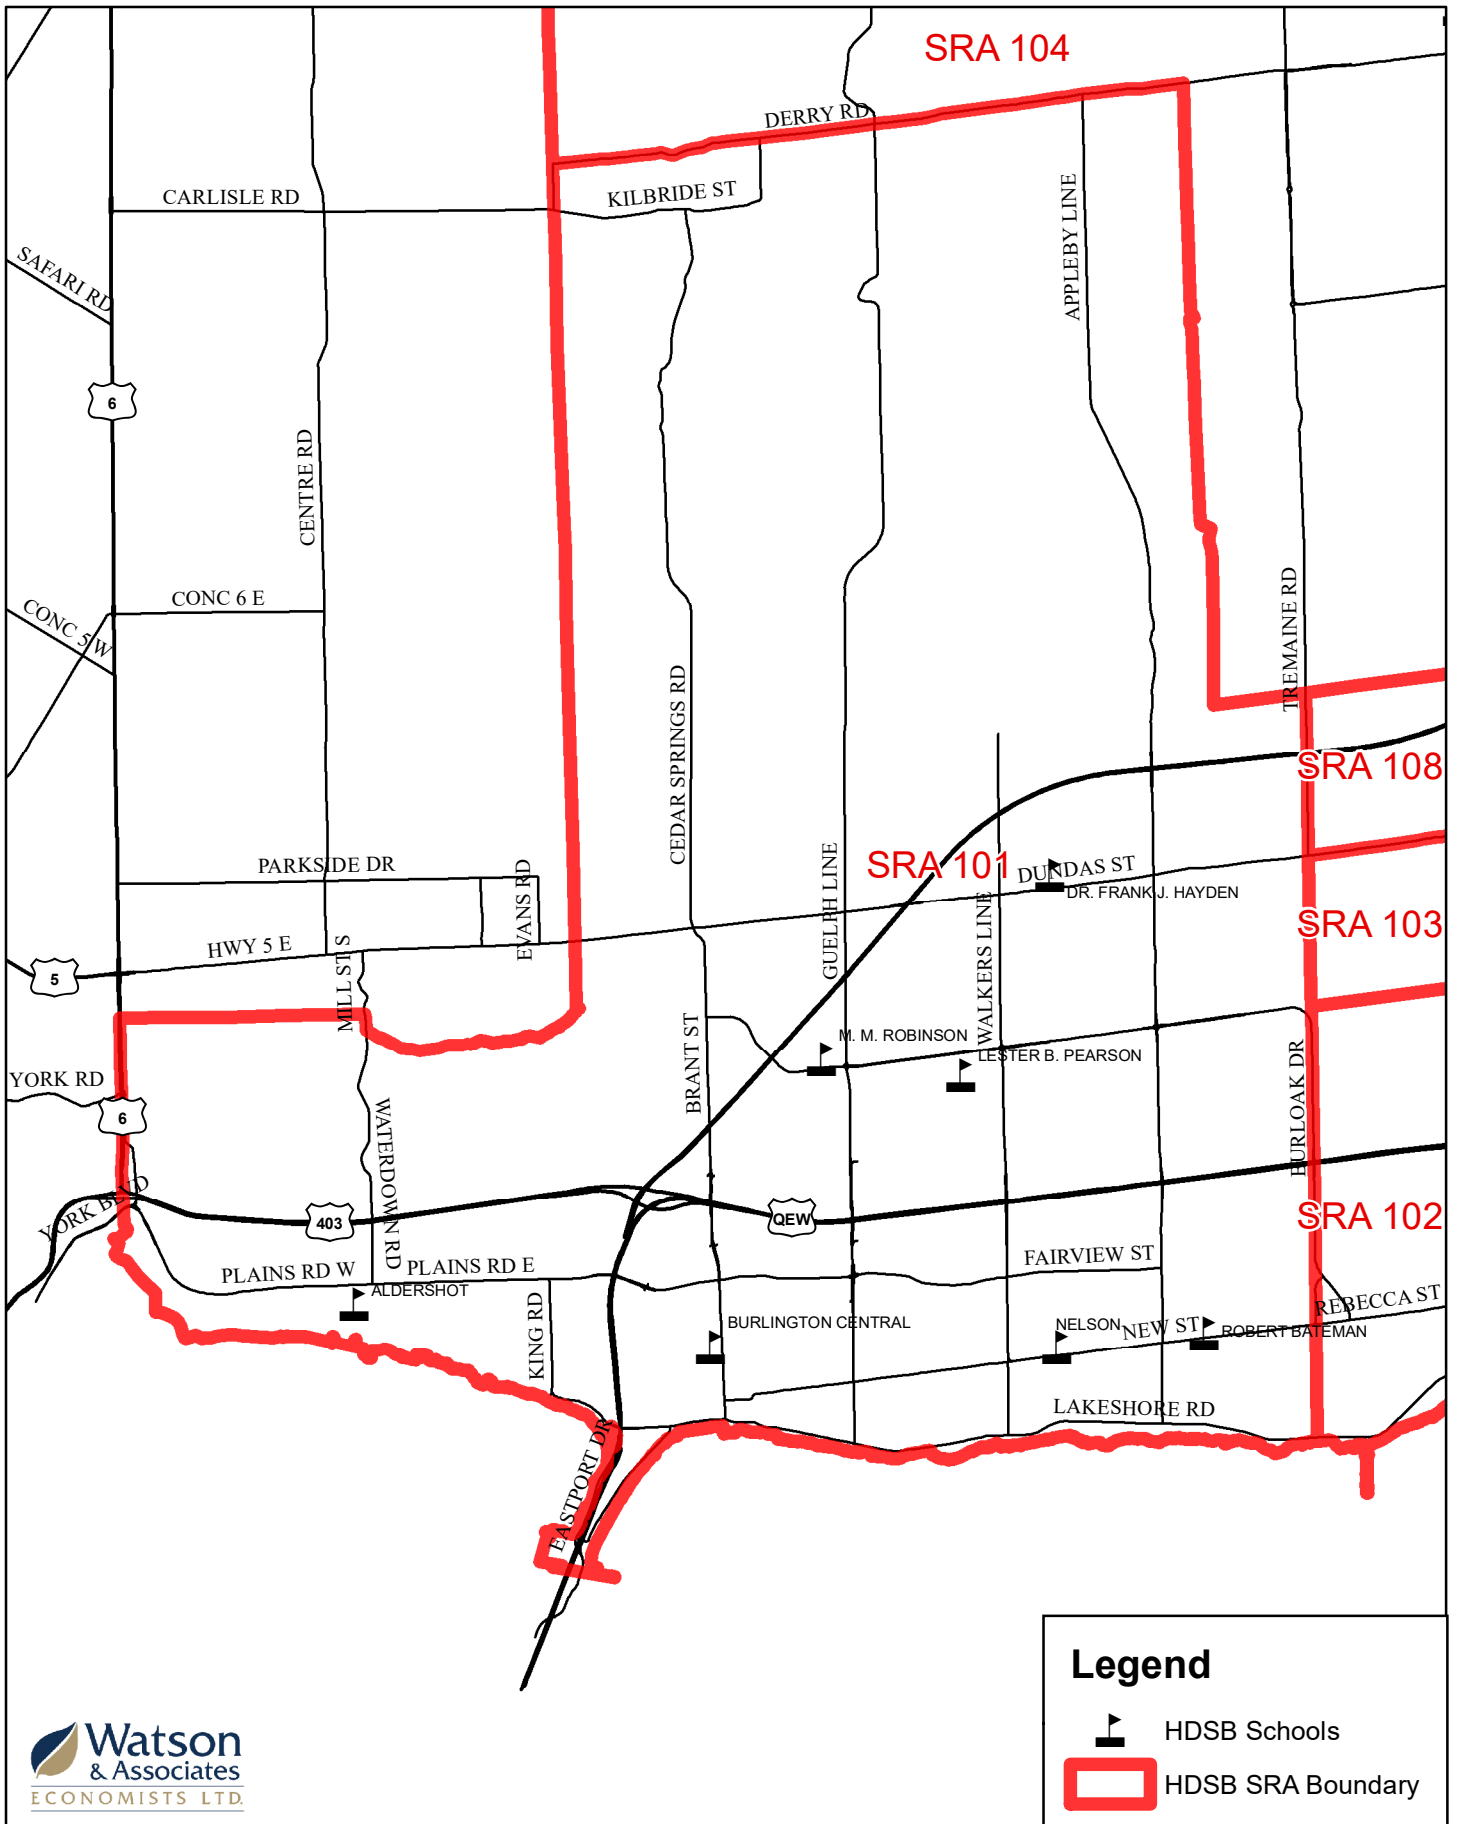 SRA 104
DERRY RD
CARLISLE RD
KILBRIDE ST
SAFARI RD
APPLEBY LINE
6
CENTRE RD
CONC 6 E
CONC 5 W
TREMAINE RD
CEDAR SPRINGS RD
SRA 108
PARKSIDE DR
EVANS RD
GUELPH LINE
SRA 101
DUNDAS ST
DR. FRANK J. HAYDEN
WALKERS LINE
SRA 103
HWY 5 E
5
MILL ST S
M. M. ROBINSON
LESTER B. PEARSON
BRANT ST
BURLOAK DR
YORK RD
6
WATERDOWN RD
YORK BLVD
403
QEW
SRA 102
PLAINS RD W
PLAINS RD E
FAIRVIEW ST
ALDERSHOT
KING RD
BURLINGTON CENTRAL
NELSON
NEW ST
ROBERT BATEMAN
REBECCA ST
LAKESHORE RD
EASTPORT DR
Legend
HDSB Schools
HDSB SRA Boundary
Watson
& Associates
ECONOMISTS LTD.